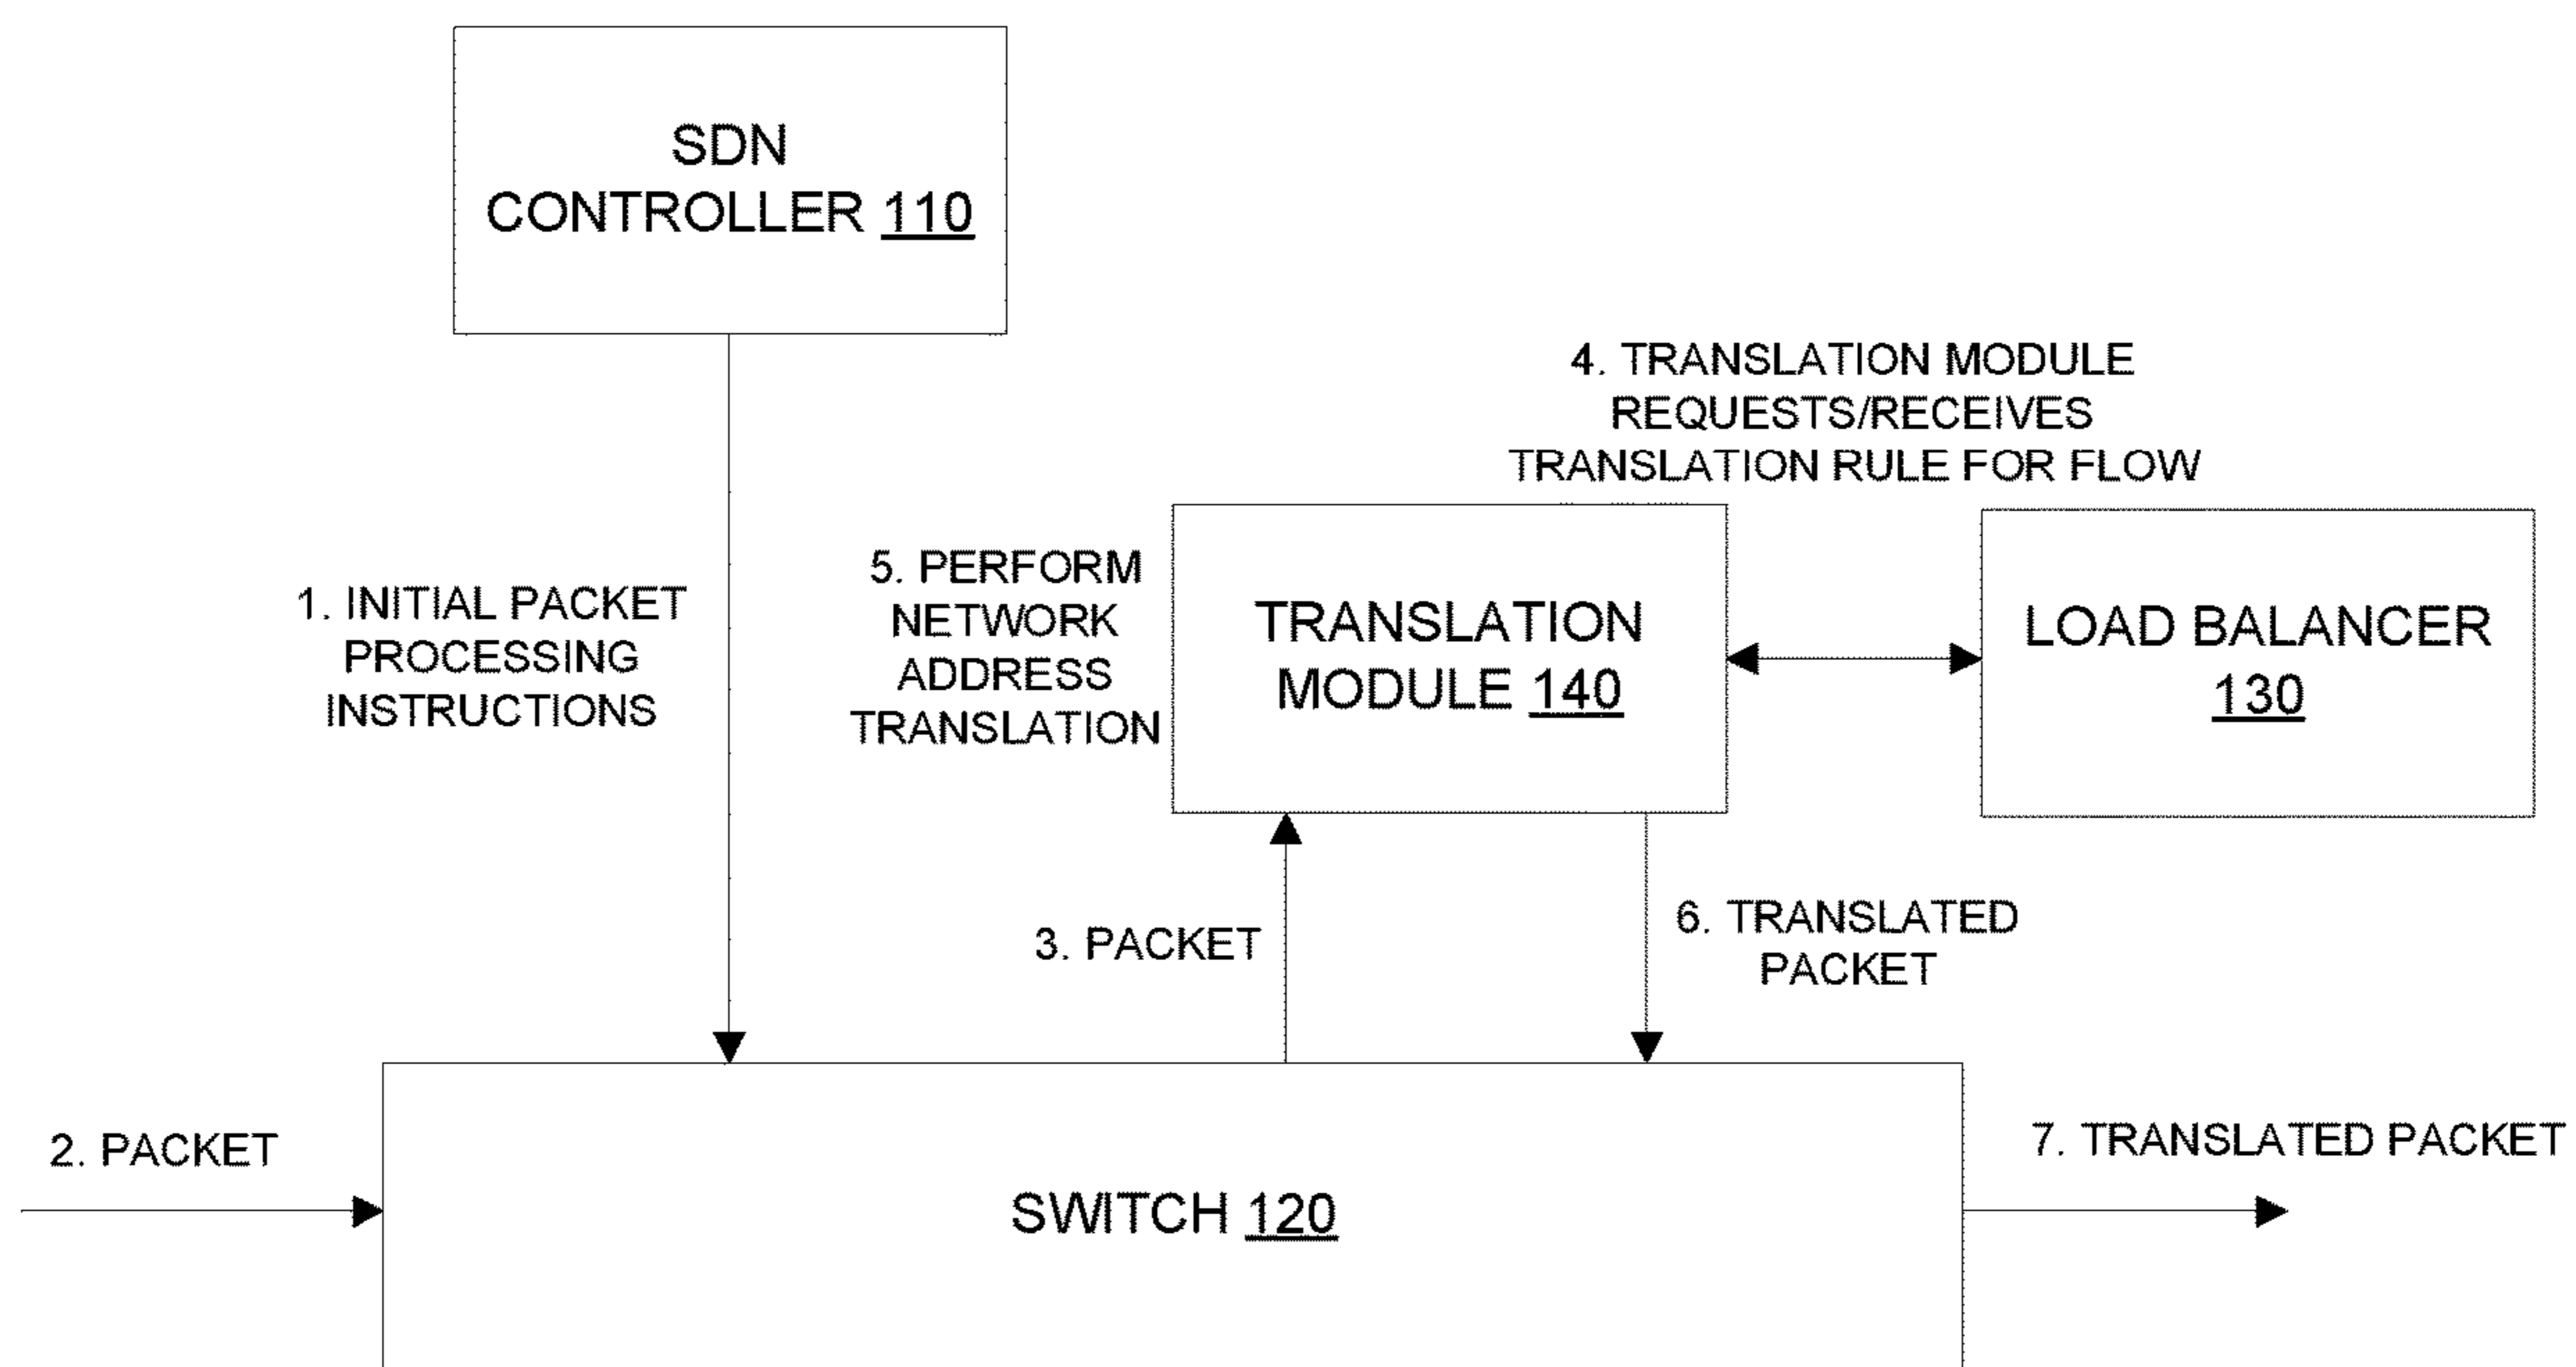 SDN
CONTROLLER 110
4. TRANSLATION MODULE
REQUESTS/RECEIVES
TRANSLATION RULE FOR FLOW
1. INITIAL PACKET
PROCESSING
INSTRUCTIONS
5. PERFORM
NETWORK
ADDRESS
TRANSLATION
TRANSLATION
MODULE 140
LOAD BALANCER
130
3. PACKET
6. TRANSLATED
PACKET
2. PACKET
SWITCH 120
7. TRANSLATED PACKET